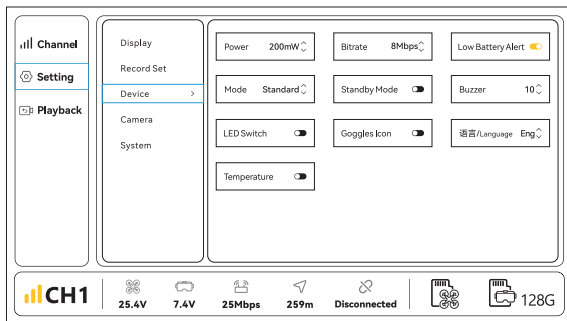 Channel
Setting
Playback
Display
Record Set
Device >
Camera
System
Power 200mW
Bitrate 8Mbps
Low Battery Alert
Mode Standard
Standby Mode
Buzzer 10
LED Switch
Goggles Icon
语言/Language Eng
Temperature
CH1
25.4V
7.4V
25Mbps
259m
Disconnected
128G